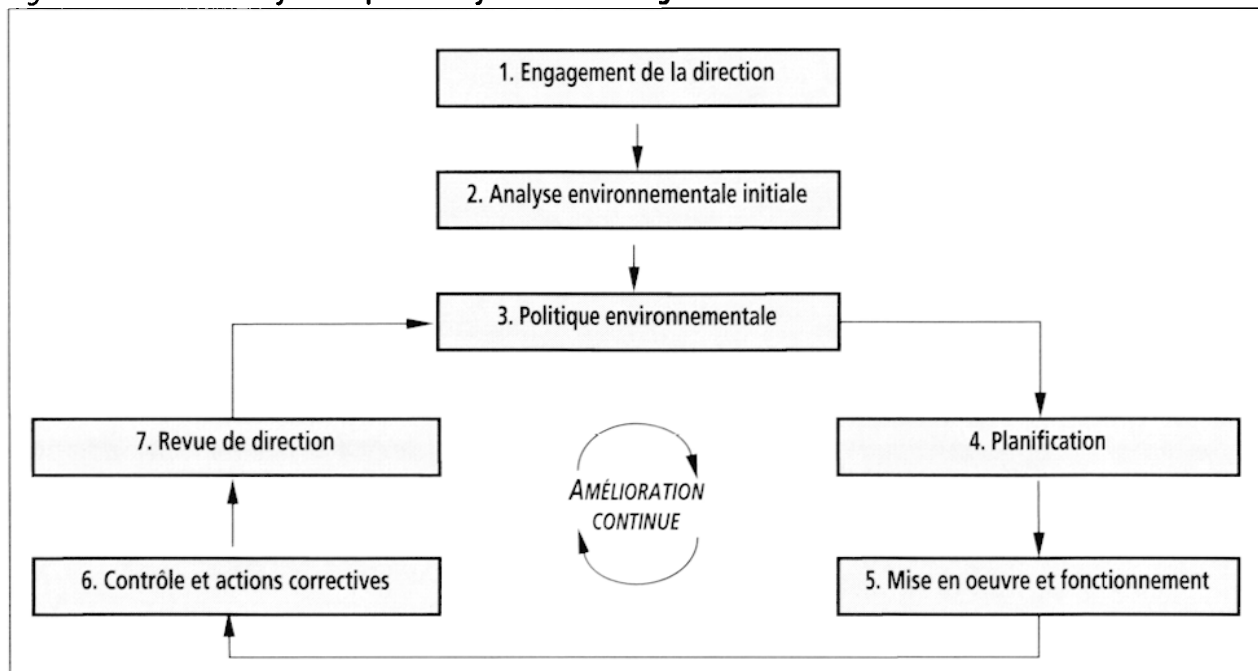 1. Engagement de la direction
2. Analyse environnementale initiale
3. Politique environnementale
7. Revue de direction
4. Planification
AMÉLIORATION
CONTINUE
6. Contrôle et actions correctives
5. Mise en oeuvre et fonctionnement